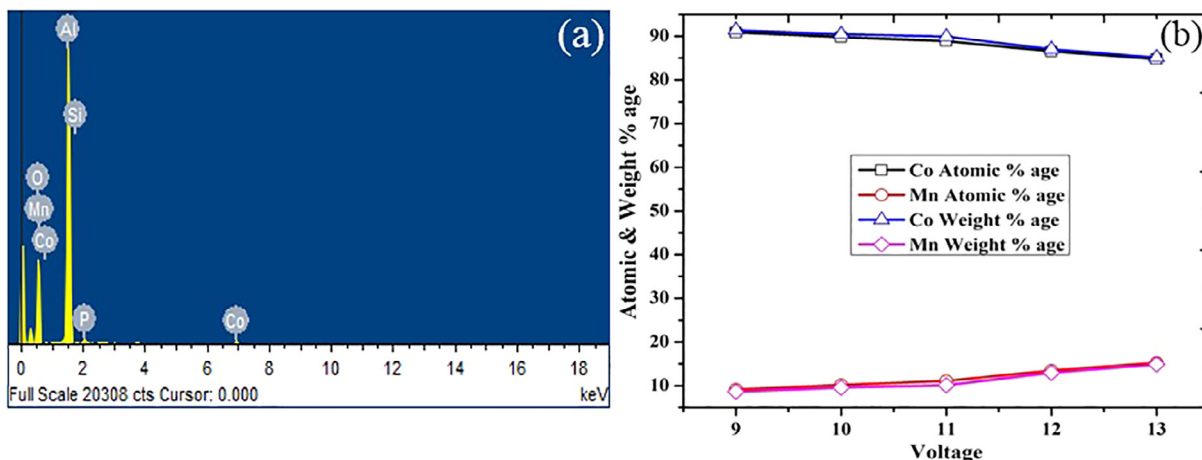 (a)
Al
Si
O
Mn
Co
P
Co
0 2 4 6 8 10 12 14 16 18
Full Scale 20308 cts Cursor: 0.000 keV
(b)
Atomic & Weight % age
90
80
70
60
50
40
30
20
10
Co Atomic % age
Mn Atomic % age
Co Weight % age
Mn Weight % age
9 10 11 12 13
Voltage